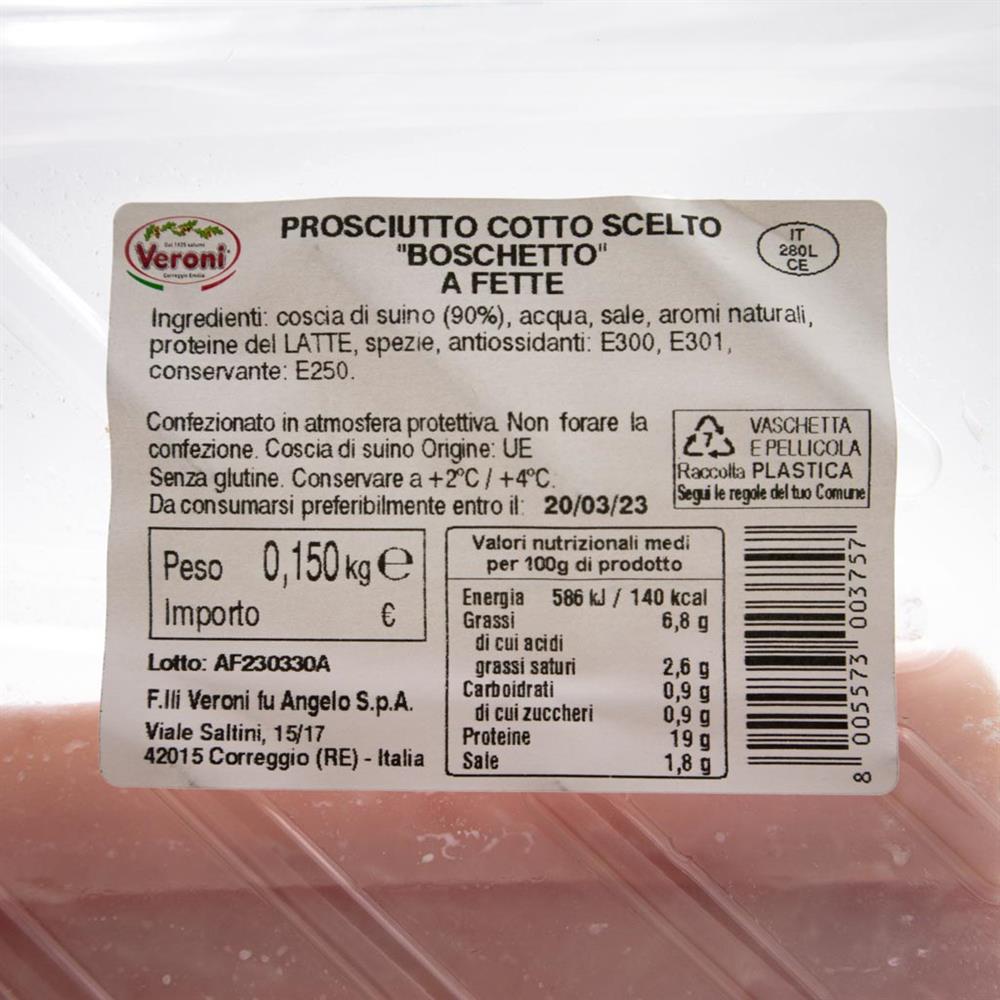 Dal 1925 salumi
Veroni
Correggio Emilia
PROSCIUTTO COTTO SCELTO
"BOSCHETTO"
A FETTE
IT
280L
CE
Ingredienti: coscia di suino (90%), acqua, sale, aromi naturali,
proteine del LATTE, spezie, antiossidanti: E300, E301,
conservante: E250.
Confezionato in atmosfera protettiva. Non forare la
confezione. Coscia di suino Origine: UE
Senza glutine. Conservare a +2°C / +4°C.
Da consumarsi preferibilmente entro il: 20/03/23
7
VASCHETTA
E PELLICOLA
Raccolta PLASTICA
Segui le regole del tuo Comune
Peso 0,150 kg e
Importo €
Lotto: AF230330A
F.lli Veroni fu Angelo S.p.A.
Viale Saltini, 15/17
42015 Correggio (RE) - Italia
Valori nutrizionali medi
per 100g di prodotto
Energia 586 kJ / 140 kcal
Grassi 6,8 g
di cui acidi
grassi saturi 2,6 g
Carboidrati 0,9 g
di cui zuccheri 0,9 g
Proteine 19 g
Sale 1,8 g
8 005573 003757